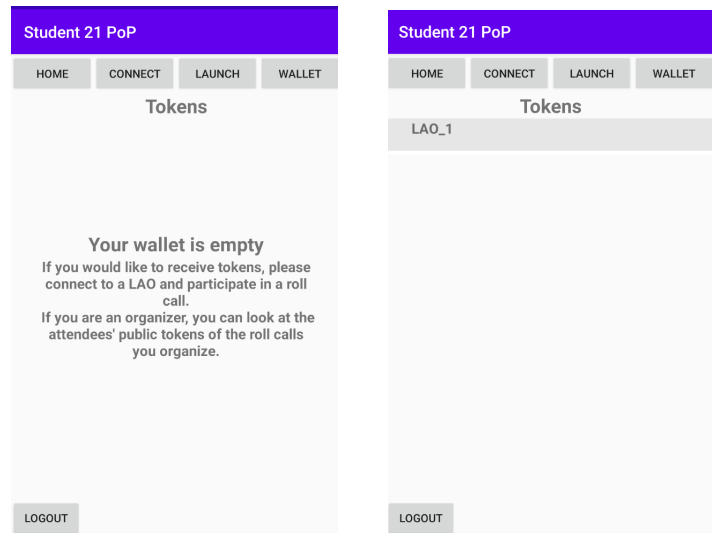 Student 21 PoP
HOME CONNECT LAUNCH WALLET
Tokens
Your wallet is empty
If you would like to receive tokens, please
connect to a LAO and participate in a roll
call.
If you are an organizer, you can look at the
attendees' public tokens of the roll calls
you organize.
LOGOUT
Student 21 PoP
HOME CONNECT LAUNCH WALLET
Tokens
LAO_1
LOGOUT